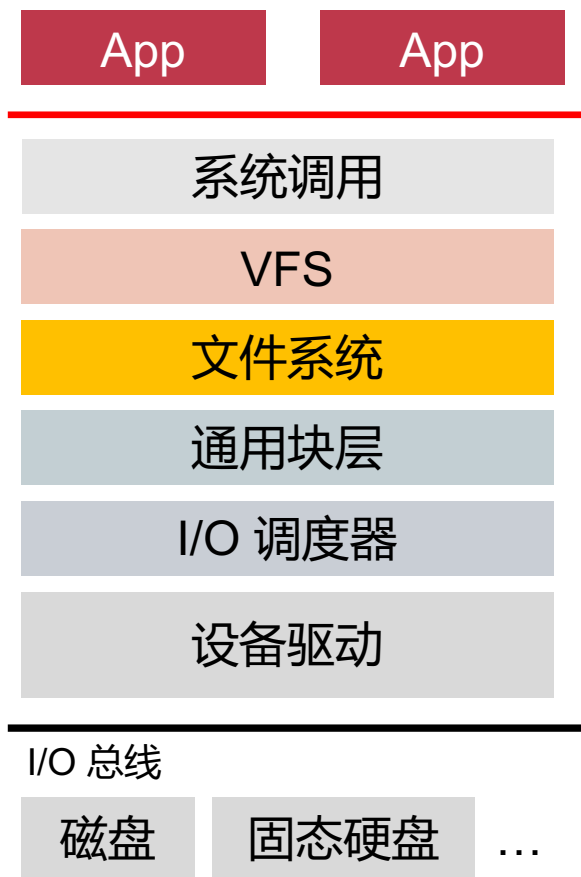 App App
系统调用
VFS
文件系统
通用块层
I/O 调度器
设备驱动
I/O 总线
磁盘 固态硬盘 …